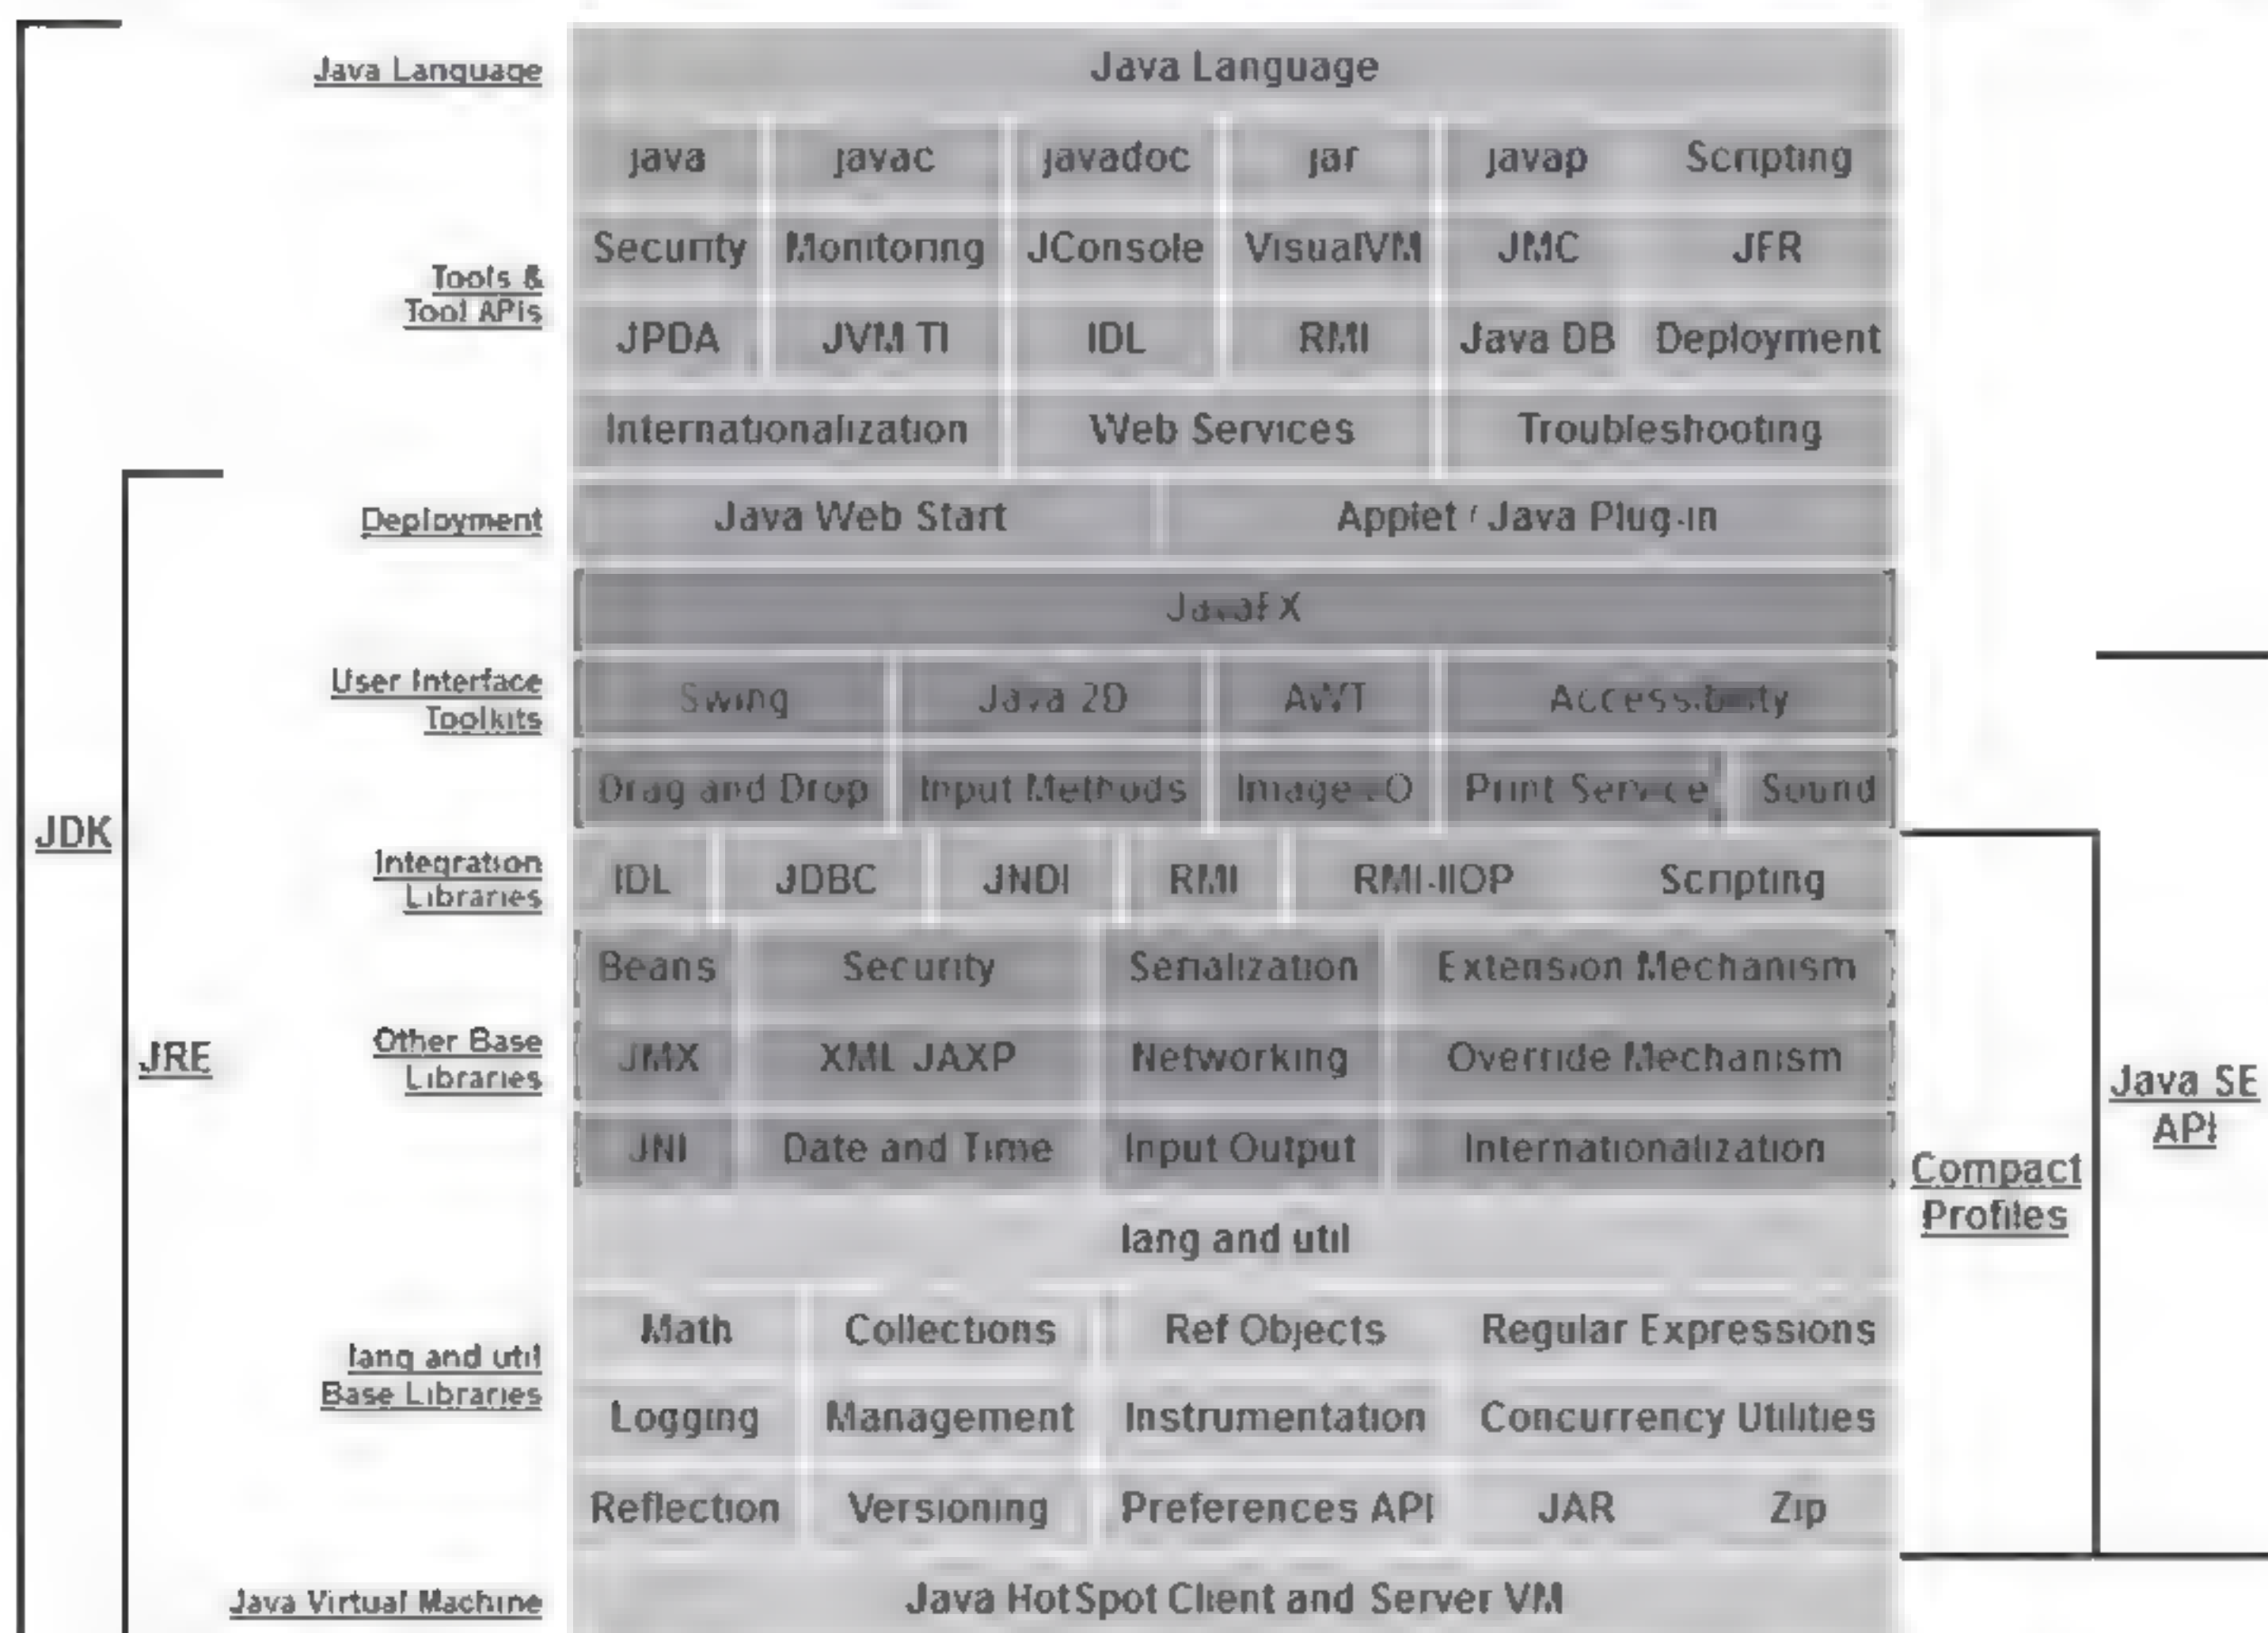 Java Language Java Language
java javac javadoc jar javap Scripting
Security Monitoring JConsole VisualVM JMC JFR
Tools &
Tool APIs
JPDA JVM TI IDL RMI Java DB Deployment
Internationalization Web Services Troubleshooting
Deployment Java Web Start Applet / Java Plug-in
JavaFX
User Interface
Toolkits
Swing Java 2D AWT Accessibility
Drag and Drop Input Methods Image I/O Print Service Sound
JDK
Integration
Libraries
IDL JDBC JNDI RMI RMI-IIOP Scripting
Beans Security Serialization Extension Mechanism
JRE
Other Base
Libraries
JMX XML JAXP Networking Override Mechanism
Java SE
API
JNI Date and Time Input Output Internationalization
Compact
Profiles
lang and util
Math Collections Ref Objects Regular Expressions
lang and util
Base Libraries
Logging Management Instrumentation Concurrency Utilities
Reflection Versioning Preferences API JAR Zip
Java Virtual Machine Java HotSpot Client and Server VM